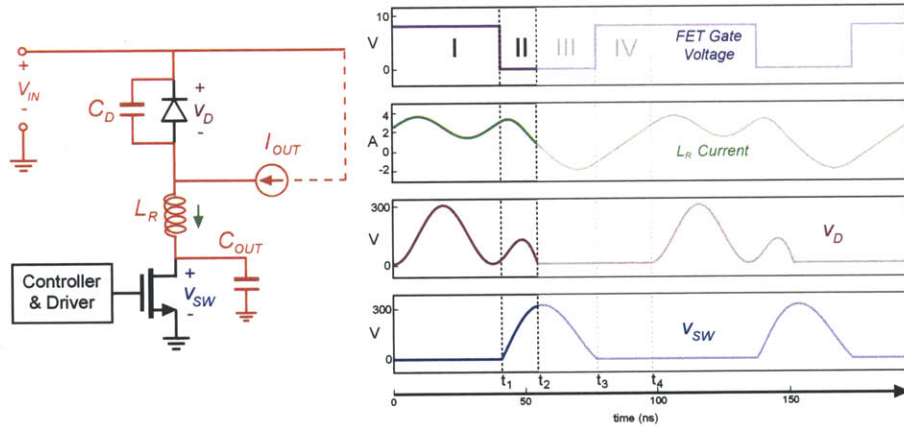 +
V_IN
-
C_D
+
V_D
-
I_OUT
L_R
C_OUT
Controller
& Driver
+
V_SW
-
10
V
0
I
II
III
IV
FET Gate
Voltage
4
2
A
0
-2
L_R Current
300
V
0
V_D
300
V
0
V_SW
t_1
t_2
t_3
t_4
0
50
100
150
time (ns)